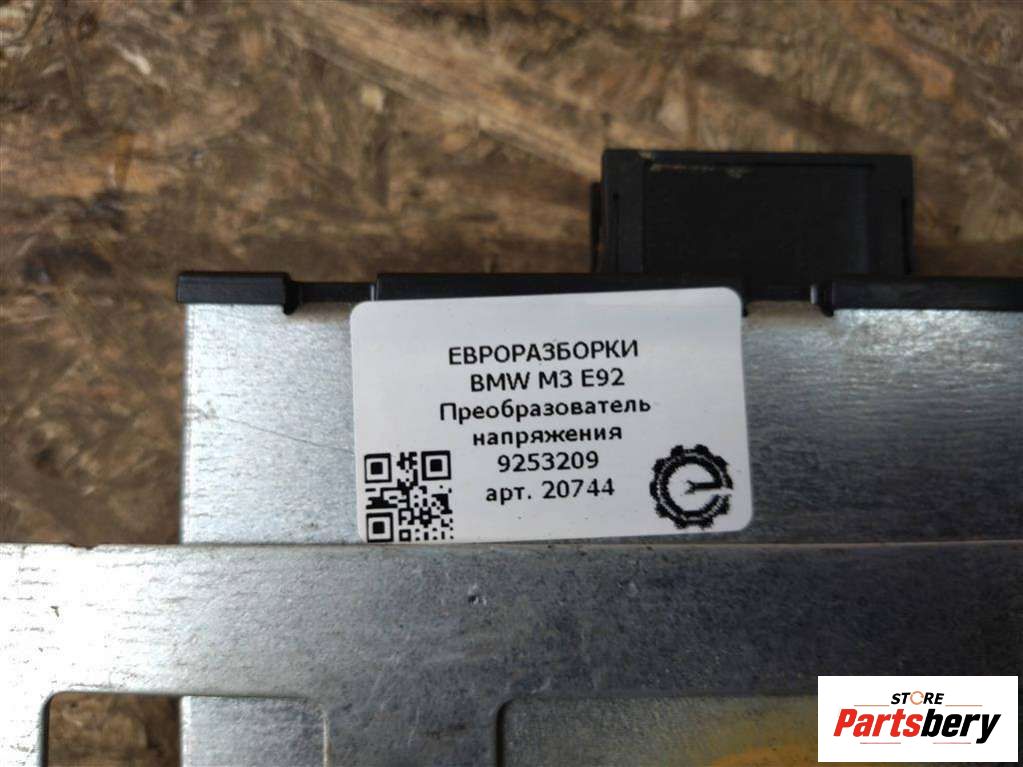 ЕВРОРАЗБОРКИ
BMW M3 E92
Преобразователь
напряжения
9253209
арт. 20744
STORE
Partsbery